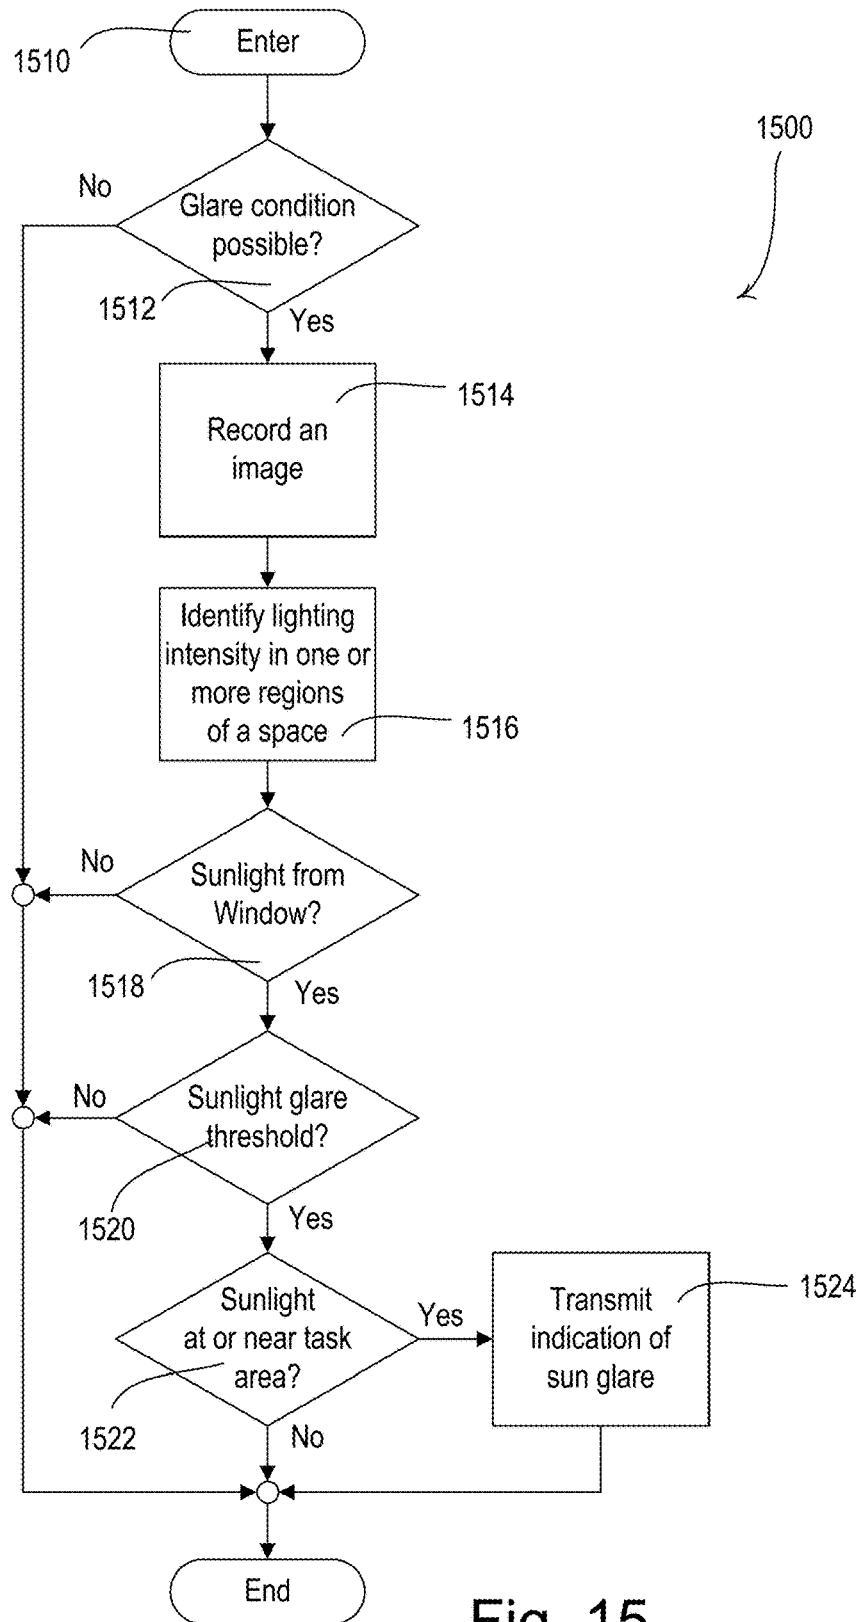 Enter
1510
1500
No
Glare condition
possible?
1512
Yes
1514
Record an
image
Identify lighting
intensity in one or
more regions
of a space
1516
No
Sunlight from
Window?
1518
Yes
No
Sunlight glare
threshold?
1520
Yes
Sunlight
at or near task
area?
Yes
1522
No
Transmit
indication of
sun glare
1524
End
Fig. 15